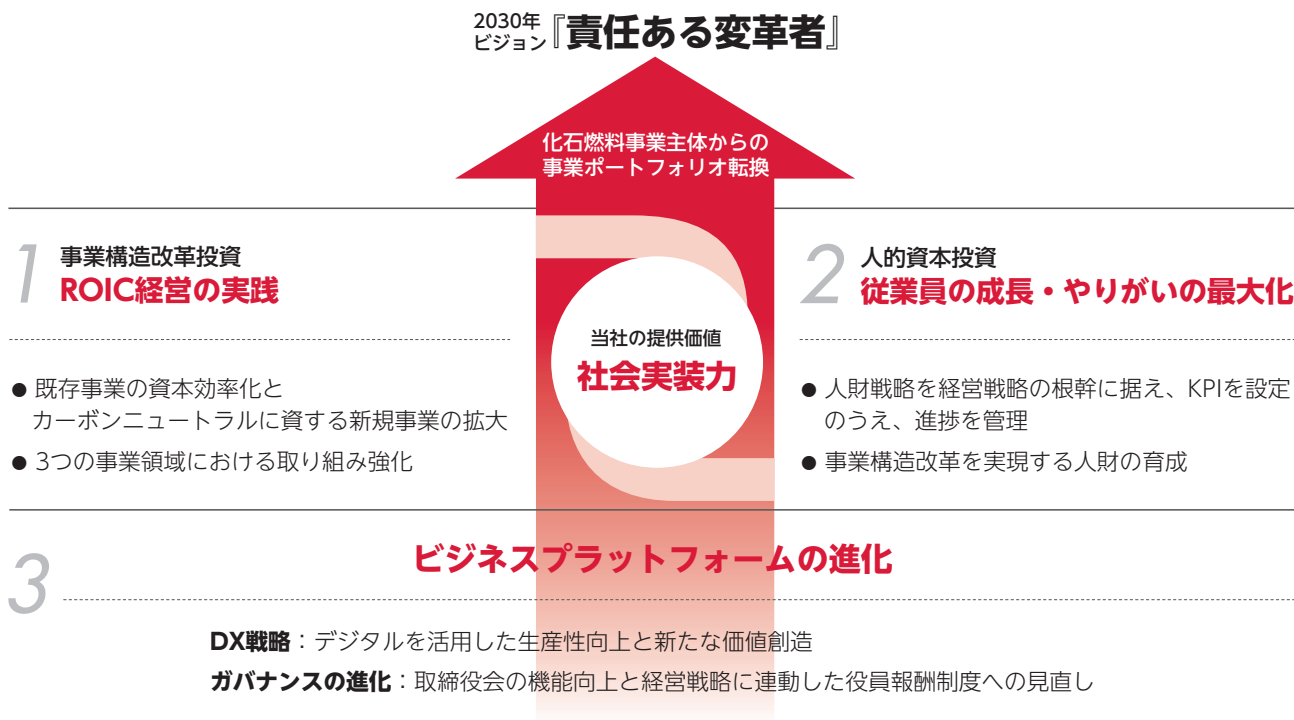 2030年
ビジョン『責任ある変革者』
化石燃料事業主体からの
事業ポートフォリオ転換
1 事業構造改革投資
ROIC経営の実践
● 既存事業の資本効率化と
カーボンニュートラルに資する新規事業の拡大
● 3つの事業領域における取り組み強化
当社の提供価値
社会実装力
2 人的資本投資
従業員の成長・やりがいの最大化
● 人財戦略を経営戦略の根幹に据え、KPIを設定
のうえ、進捗を管理
● 事業構造改革を実現する人財の育成
3 ビジネスプラットフォームの進化
DX戦略：デジタルを活用した生産性向上と新たな価値創造
ガバナンスの進化：取締役会の機能向上と経営戦略に連動した役員報酬制度への見直し